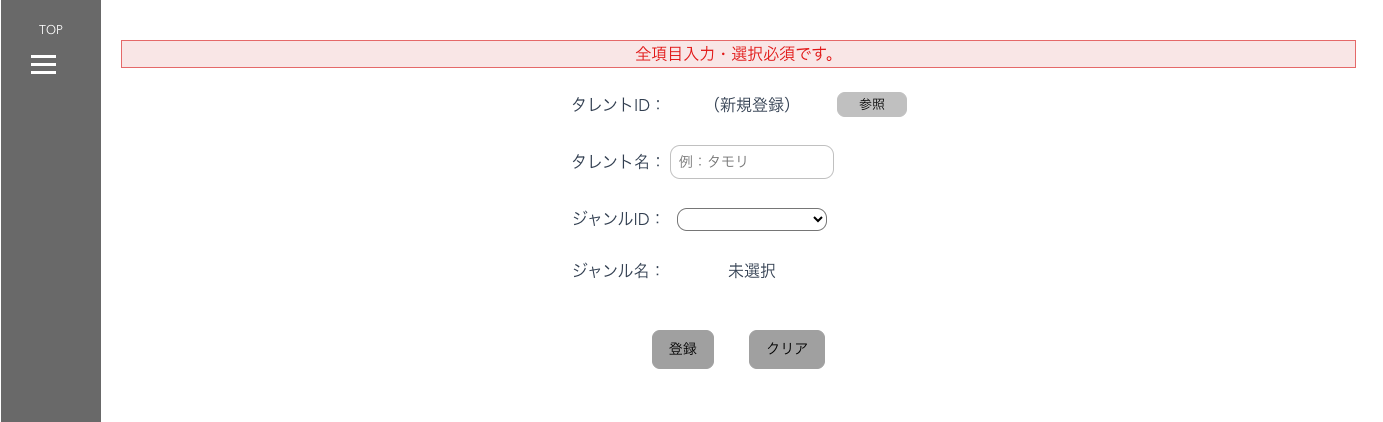 TOP
全項目入力・選択必須です。
タレントID： （新規登録） 参照
タレント名： 例：タモリ
ジャンルID：
ジャンル名： 未選択
登録 クリア